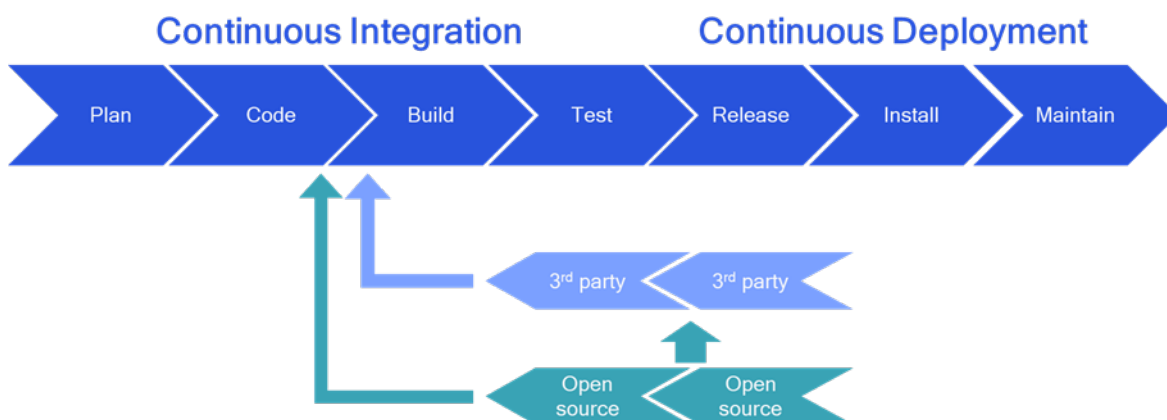 Continuous Integration Continuous Deployment
Plan Code Build Test Release Install Maintain
3rd party 3rd party
Open Open
source source